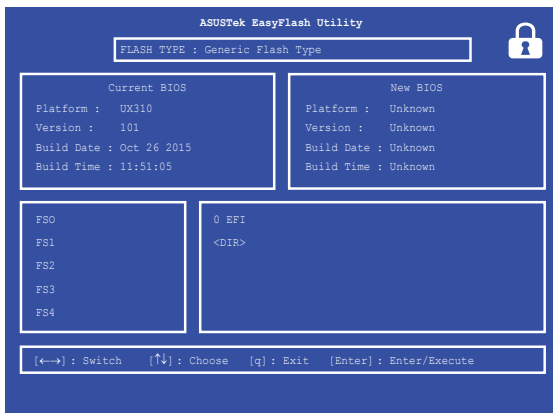 ASUSTek EasyFlash Utility
FLASH TYPE : Generic Flash Type
Current BIOS
Platform : UX310
Version : 101
Build Date : Oct 26 2015
Build Time : 11:51:05
New BIOS
Platform : Unknown
Version : Unknown
Build Date : Unknown
Build Time : Unknown
FS0
FS1
FS2
FS3
FS4
0 EFI
<DIR>
[←→] : Switch [↑↓] : Choose [q] : Exit [Enter] : Enter/Execute